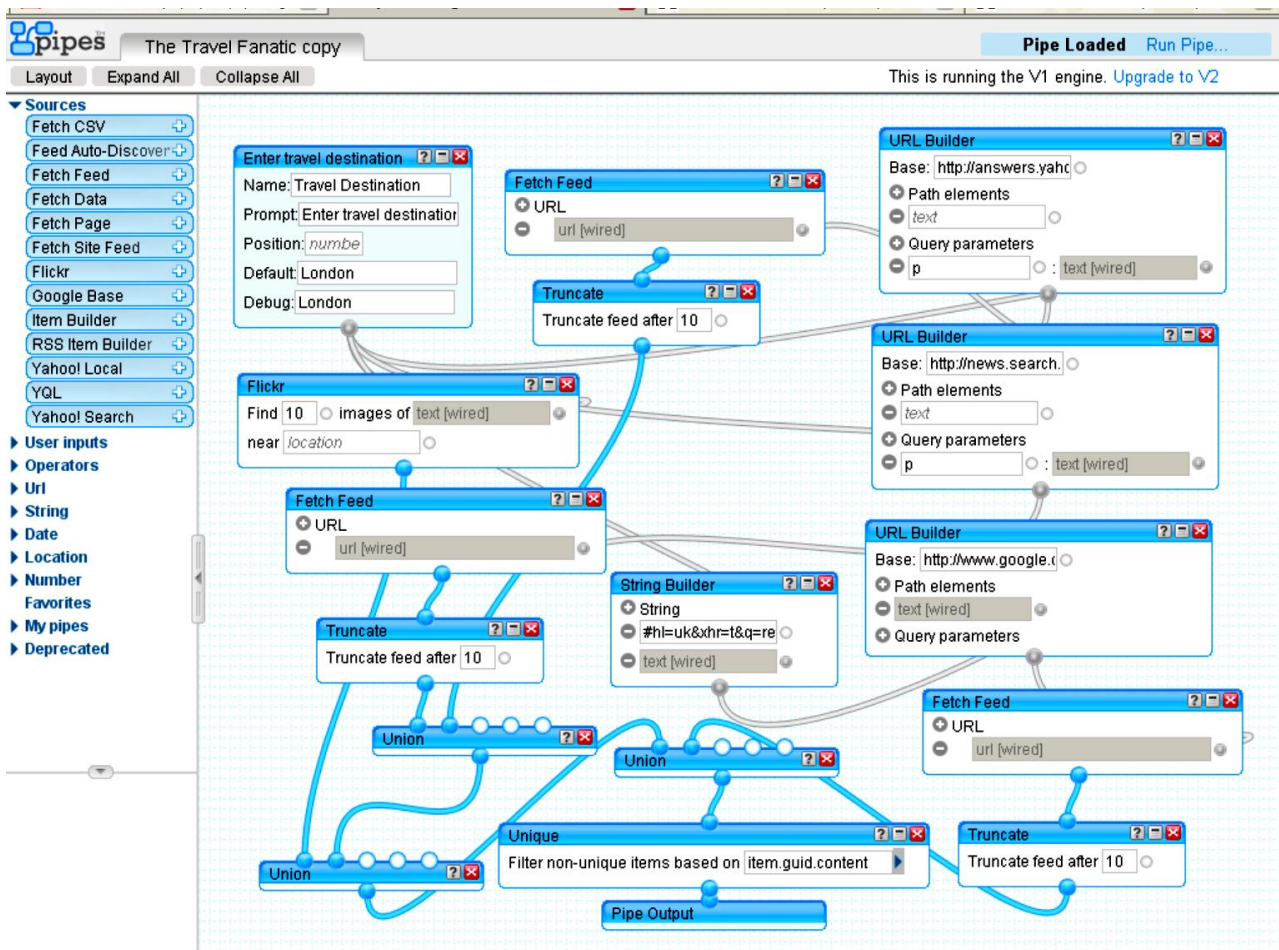 pipes
The Travel Fanatic copy
Pipe Loaded Run Pipe...
Layout Expand All Collapse All
This is running the V1 engine. Upgrade to V2
Sources
Fetch CSV
Feed Auto-Discover
Fetch Feed
Fetch Data
Fetch Page
Fetch Site Feed
Flickr
Google Base
Item Builder
RSS Item Builder
Yahoo! Local
YQL
Yahoo! Search
User inputs
Operators
Url
String
Date
Location
Number
Favorites
My pipes
Deprecated
Enter travel destination
Name: Travel Destination
Prompt: Enter travel destination
Position: numbe
Default: London
Debug: London
Fetch Feed
URL
url [wired]
Truncate
Truncate feed after 10
URL Builder
Base: http://answers.yahc
Path elements
text
Query parameters
p : text [wired]
URL Builder
Base: http://news.search.
Path elements
text
Query parameters
p : text [wired]
Flickr
Find 10 images of text [wired]
near location
Fetch Feed
URL
url [wired]
Truncate
Truncate feed after 10
String Builder
String
#hl=uk&xhr=t&q=re
text [wired]
URL Builder
Base: http://www.google.(
Path elements
text [wired]
Query parameters
Fetch Feed
URL
url [wired]
Union
Union
Union
Unique
Filter non-unique items based on item.guid.content
Truncate
Truncate feed after 10
Pipe Output